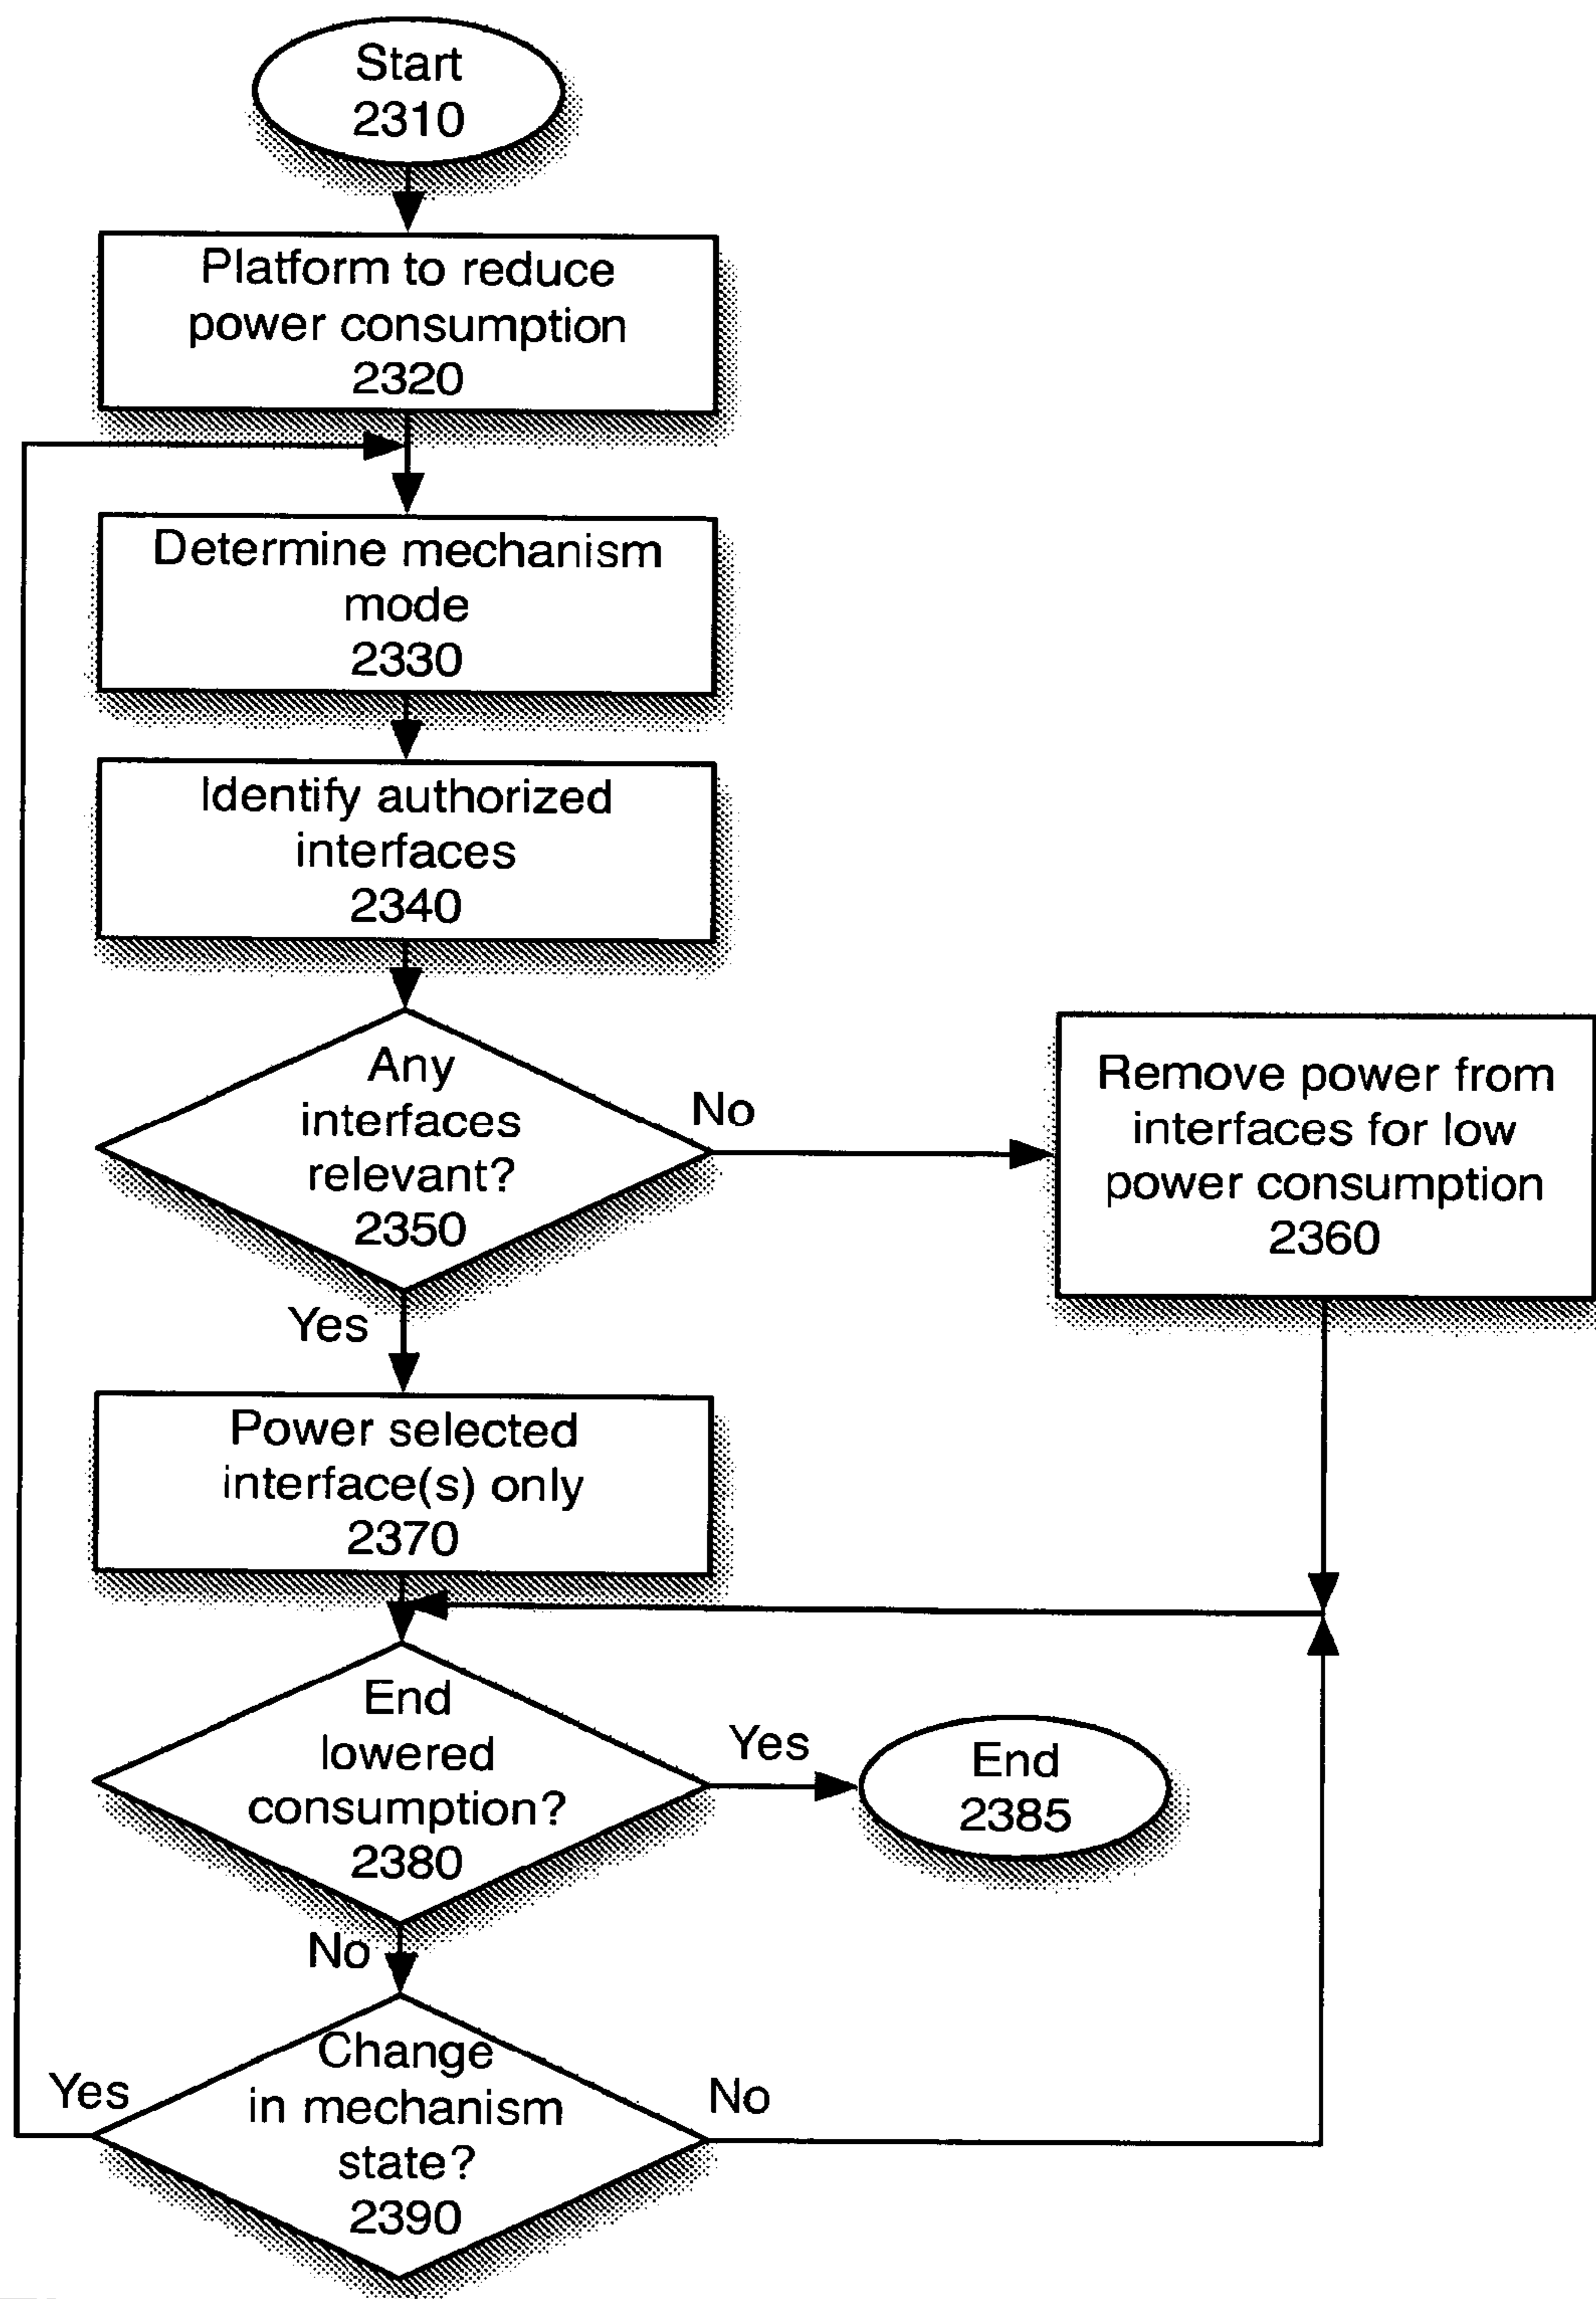 Start
2310
Platform to reduce
power consumption
2320
Determine mechanism
mode
2330
Identify authorized
interfaces
2340
Any
interfaces
relevant?
2350
No
Remove power from
interfaces for low
power consumption
2360
Yes
Power selected
interface(s) only
2370
End
lowered
consumption?
2380
Yes
End
2385
No
Change
in mechanism
state?
2390
Yes
No